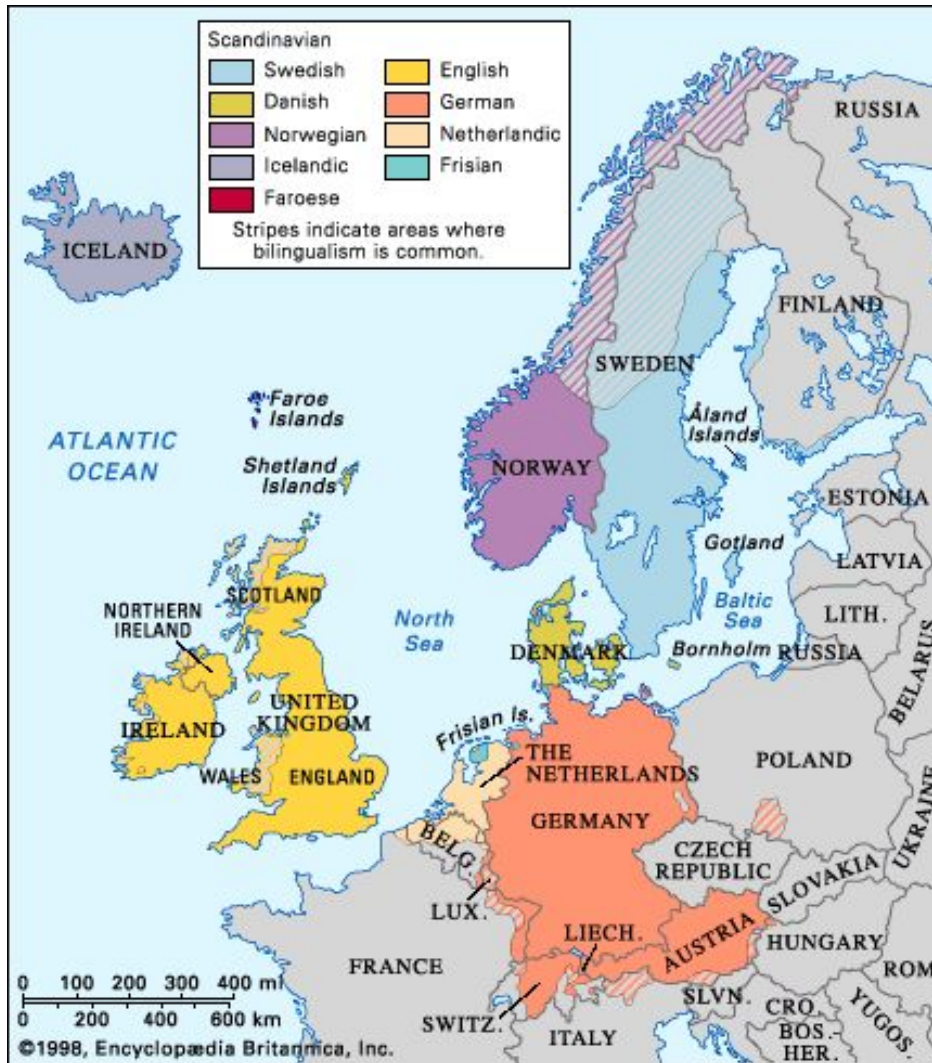 Scandinavian
Swedish
English
Danish
German
Norwegian
Netherlandic
Icelandic
Frisian
Faroese
Stripes indicate areas where
bilingualism is common.
RUSSIA
ICELAND
FINLAND
SWEDEN
Faroe
Islands
Åland
Islands
ATLANTIC
OCEAN
Shetland
Islands
NORWAY
ESTONIA
Gotland
LATVIA
SCOTLAND
NORTHERN
IRELAND
North
Sea
Baltic
Sea
LITH.
DENMARK
Bornholm
RUSSIA
BELARUS
UNITED
KINGDOM
IRELAND
Frisian Is.
WALES
ENGLAND
THE
NETHERLANDS
POLAND
GERMANY
BELG.
CZECH
REPUBLIC
UKRAINE
SLOVAKIA
LUX.
LIECH.
AUSTRIA
HUNGARY
FRANCE
ROM
SLVN.
CRO.
YUGOS.
SWITZ.
ITALY
BOS.-
HER.
0 100 200 300 400 mi
0 200 400 600 km
©1998, Encyclopædia Britannica, Inc.